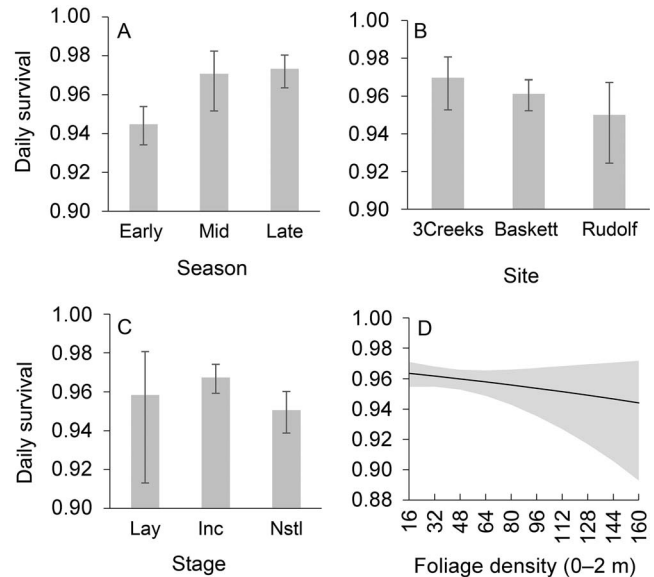 A
Daily survival
1.00
0.98
0.96
0.94
0.92
0.90
Early Mid Late
Season
B
1.00
0.98
0.96
0.94
0.92
0.90
3Creeks Baskett Rudolf
Site
C
Daily survival
1.00
0.98
0.96
0.94
0.92
0.90
Lay Inc Nstl
Stage
D
1.00
0.98
0.96
0.94
0.92
0.90
0.88
16 32 48 64 80 96 112 128 144 160
Foliage density (0–2 m)